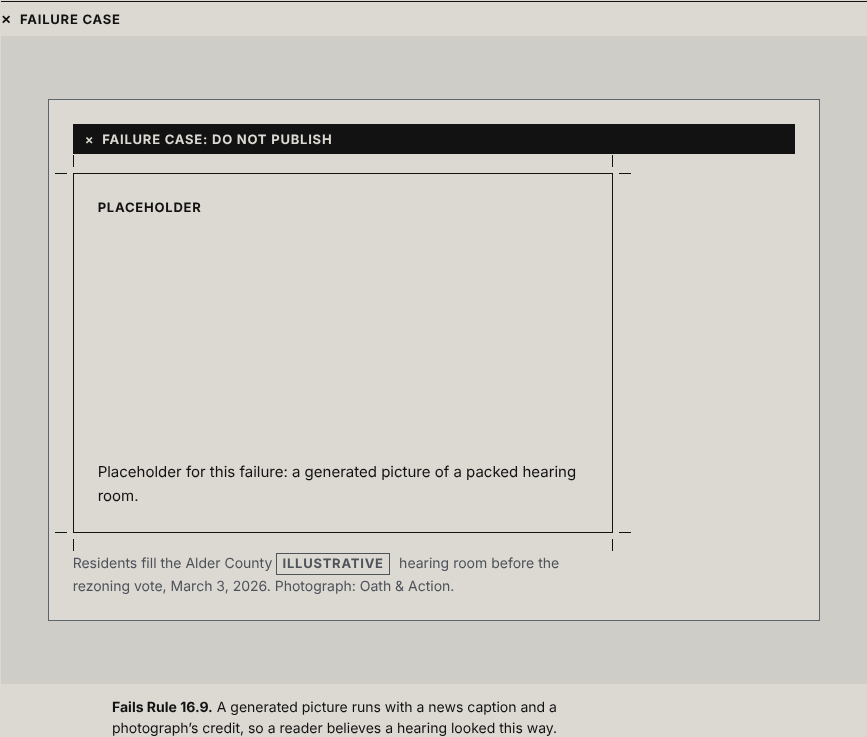 × FAILURE CASE
× FAILURE CASE: DO NOT PUBLISH
PLACEHOLDER
Placeholder for this failure: a generated picture of a packed hearing
room.
Residents fill the Alder County ILLUSTRATIVE hearing room before the
rezoning vote, March 3, 2026. Photograph: Oath & Action.
Fails Rule 16.9. A generated picture runs with a news caption and a
photograph’s credit, so a reader believes a hearing looked this way.